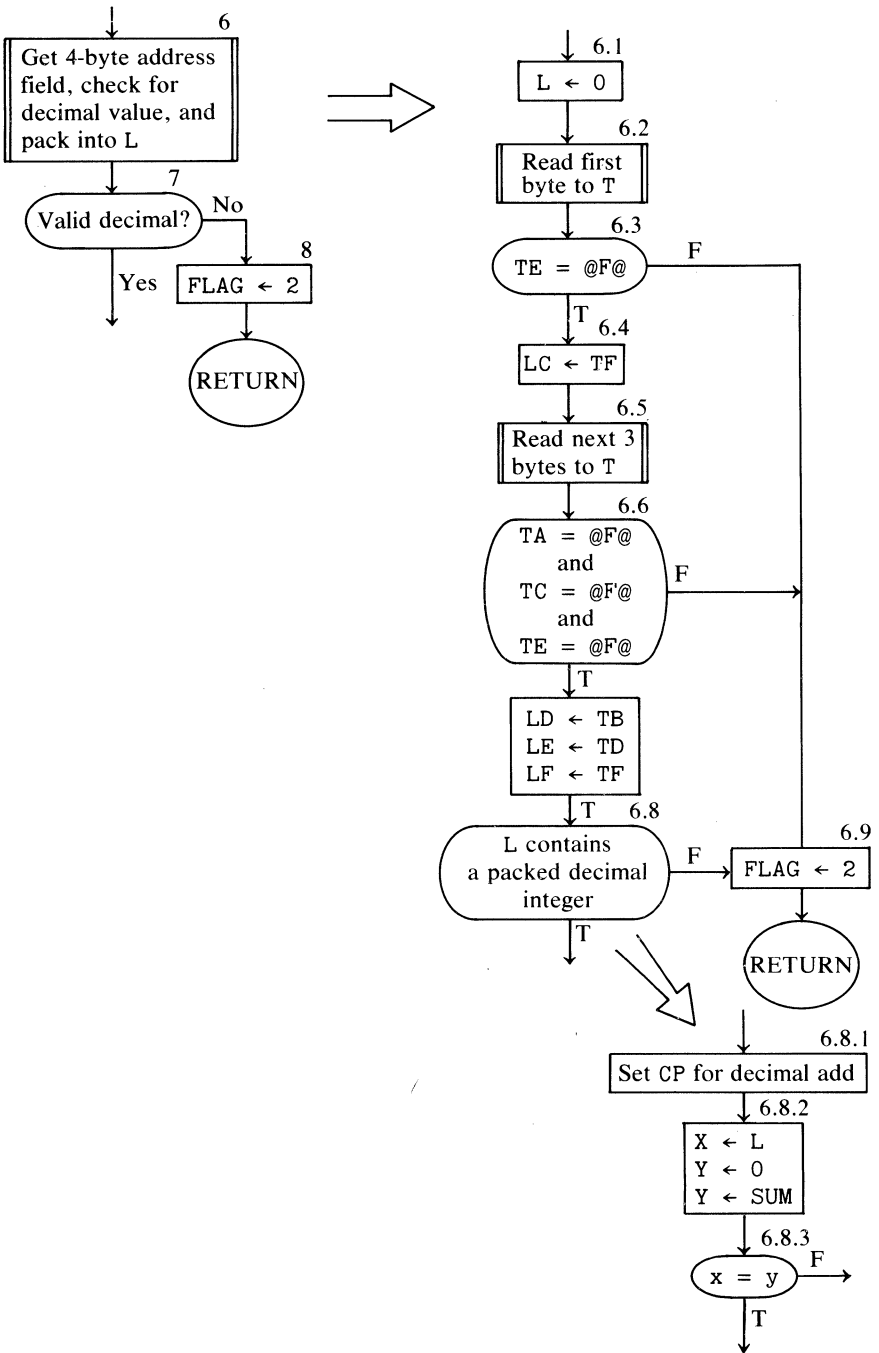 6
Get 4-byte address
field, check for
decimal value, and
pack into L
7
Valid decimal?
No
Yes
8
FLAG ← 2
RETURN
6.1
L ← 0
6.2
Read first
byte to T
6.3
TE = @F@
F
T
6.4
LC ← TF
6.5
Read next 3
bytes to T
6.6
TA = @F@
and
TC = @F'@
and
TE = @F@
F
T
LD ← TB
LE ← TD
LF ← TF
T
6.8
L contains
a packed decimal
integer
F
T
6.9
FLAG ← 2
RETURN
6.8.1
Set CP for decimal add
6.8.2
X ← L
Y ← 0
Y ← SUM
6.8.3
x = y
F
T